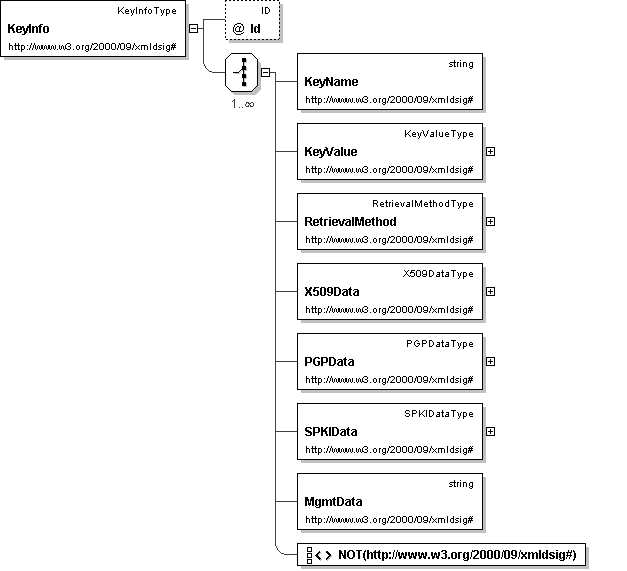 KeyInfoType
KeyInfo
http://www.w3.org/2000/09/xmldsig#
ID
@ Id
1..∞
string
KeyName
http://www.w3.org/2000/09/xmldsig#
KeyValueType
KeyValue
http://www.w3.org/2000/09/xmldsig#
RetrievalMethodType
RetrievalMethod
http://www.w3.org/2000/09/xmldsig#
X509DataType
X509Data
http://www.w3.org/2000/09/xmldsig#
PGPDataType
PGPData
http://www.w3.org/2000/09/xmldsig#
SPKIDataType
SPKIData
http://www.w3.org/2000/09/xmldsig#
string
MgmtData
http://www.w3.org/2000/09/xmldsig#
<> NOT(http://www.w3.org/2000/09/xmldsig#)